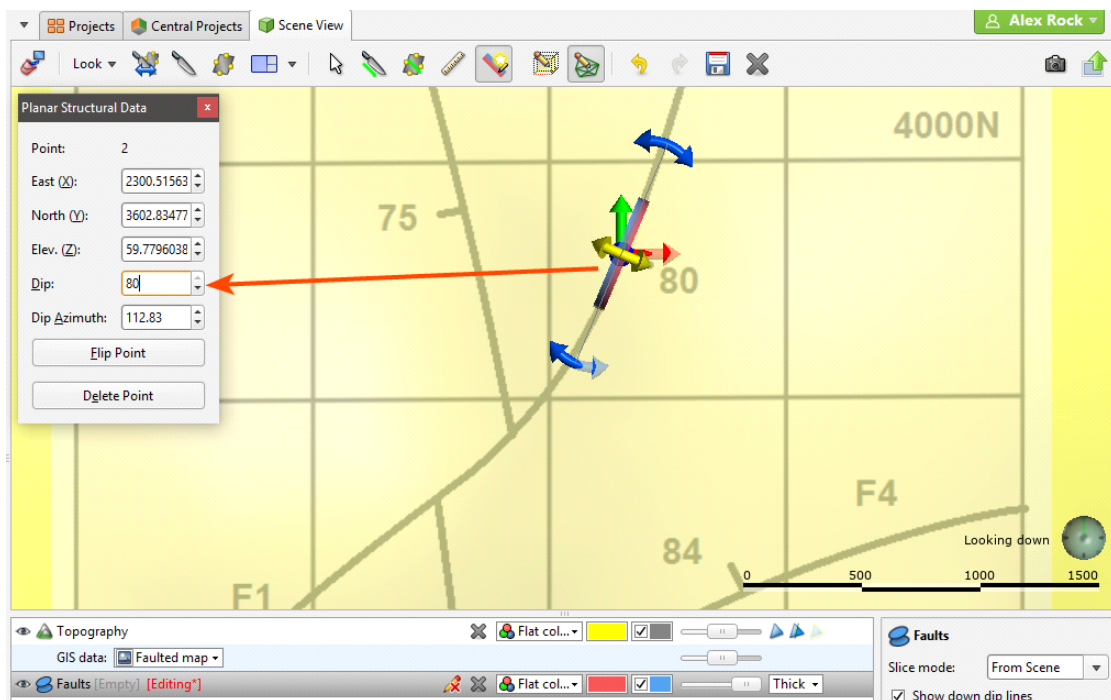 Projects Central Projects Scene View Alex Rock
Look
Planar Structural Data x
Point: 2
East (X): 2300.51563
North (Y): 3602.83477
Elev. (Z): 59.7796038
Dip: 80
Dip Azimuth: 112.83
Flip Point
Delete Point
4000N
75
80
F4
84
F1
Looking down
0 500 1000 1500
Topography Flat col...
GIS data: Faulted map
Faults [Empty] [Editing*] Flat col... Thick
Faults
Slice mode: From Scene
Show down dip lines